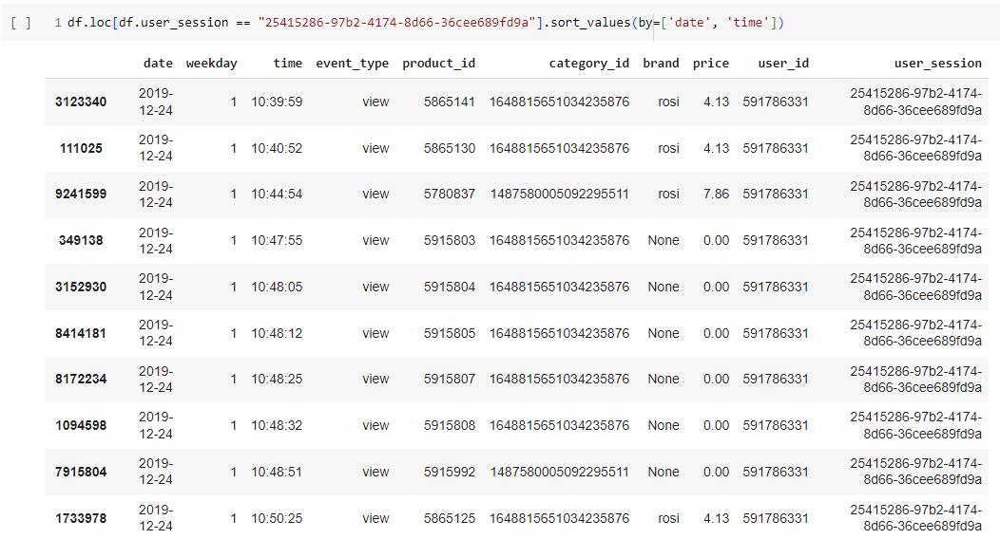 [ ] 1 df.loc[df.user_session == "25415286-97b2-4174-8d66-36cee689fd9a"].sort_values(by=['date', 'time'])
date weekday time event_type product_id category_id brand price user_id user_session
3123340 2019-12-24 1 10:39:59 view 5865141 1648815651034235876 rosi 4.13 591786331 25415286-97b2-4174-8d66-36cee689fd9a
111025 2019-12-24 1 10:40:52 view 5865130 1648815651034235876 rosi 4.13 591786331 25415286-97b2-4174-8d66-36cee689fd9a
9241599 2019-12-24 1 10:44:54 view 5780837 1487580005092295511 rosi 7.86 591786331 25415286-97b2-4174-8d66-36cee689fd9a
349138 2019-12-24 1 10:47:55 view 5915803 1648815651034235876 None 0.00 591786331 25415286-97b2-4174-8d66-36cee689fd9a
3152930 2019-12-24 1 10:48:05 view 5915804 1648815651034235876 None 0.00 591786331 25415286-97b2-4174-8d66-36cee689fd9a
8414181 2019-12-24 1 10:48:12 view 5915805 1648815651034235876 None 0.00 591786331 25415286-97b2-4174-8d66-36cee689fd9a
8172234 2019-12-24 1 10:48:25 view 5915807 1648815651034235876 None 0.00 591786331 25415286-97b2-4174-8d66-36cee689fd9a
1094598 2019-12-24 1 10:48:32 view 5915808 1648815651034235876 None 0.00 591786331 25415286-97b2-4174-8d66-36cee689fd9a
7915804 2019-12-24 1 10:48:51 view 5915992 1487580005092295511 None 0.00 591786331 25415286-97b2-4174-8d66-36cee689fd9a
1733978 2019-12-24 1 10:50:25 view 5865125 1648815651034235876 rosi 4.13 591786331 25415286-97b2-4174-8d66-36cee689fd9a